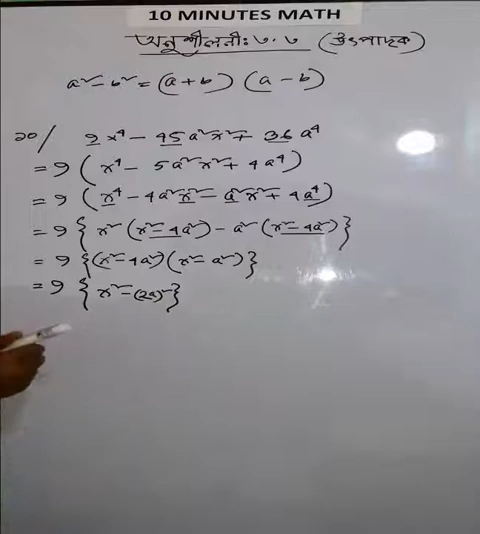 10 MINUTES MATH
অনুশীলনী: ৩.৩ (উৎপাদক)
a² – b² = (a + b) (a – b)
২০/ 9x⁴ – 45a²x² + 36a⁴
= 9 (x⁴ – 5a²x² + 4a⁴)
= 9 (x⁴ – 4a²x² – a²x² + 4a⁴)
= 9 {x² (x² – 4a²) – a² (x² – 4a²)}
= 9 {(x² – 4a²) (x² – a²)}
= 9 {x² – (2a)²}